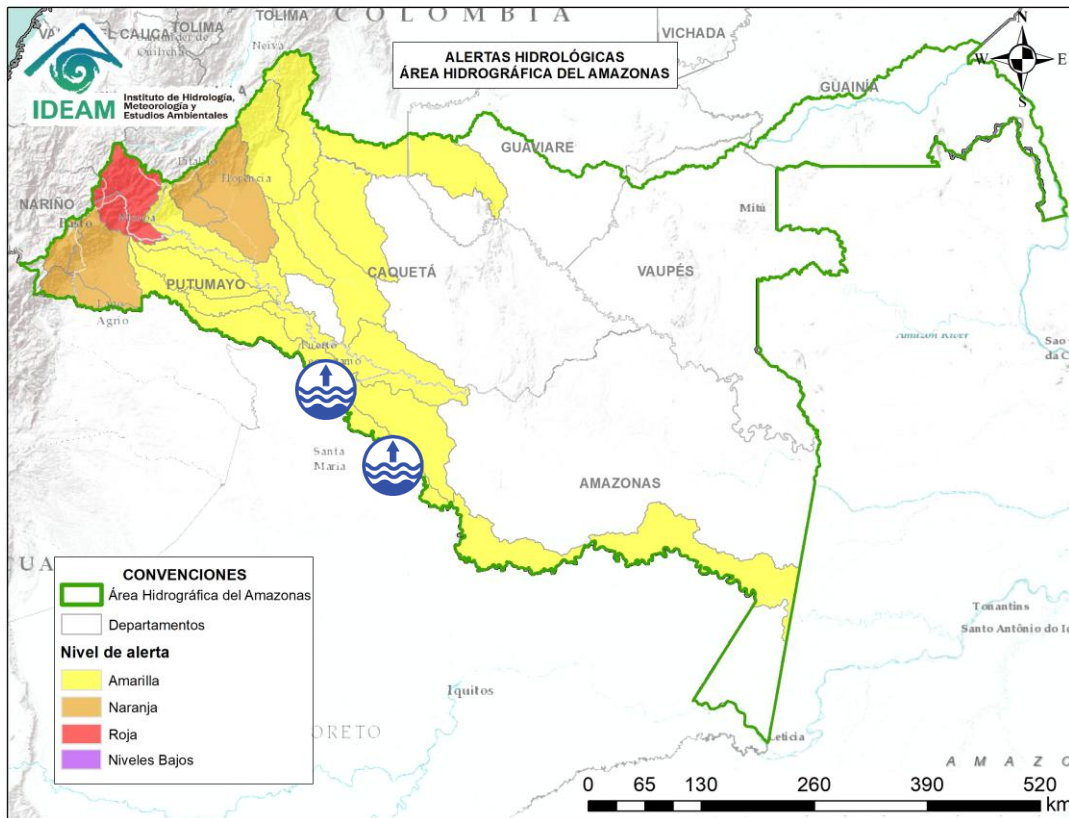 COLOMBIA
TOLIMA
TOLIMA
VICHADA
Neiva
IDEAM
Instituto de Hidrología,
Meteorología y
Estudios Ambientales
ALERTAS HIDROLÓGICAS
ÁREA HIDROGRÁFICA DEL AMAZONAS
N
W
E
S
GUAINÍA
GUAVIARE
NARIÑO
Mitú
CAQUETÁ
VAUPÉS
PUTUMAYO
Agrio
Amazon River
Santa
María
AMAZONAS
CONVENCIONES
Área Hidrográfica del Amazonas
Departamentos
Nivel de alerta
Amarilla
Naranja
Roja
Niveles Bajos
Tonantins
Santo Antônio do
Iquitos
Leticia
0 65 130 260 390 520
km